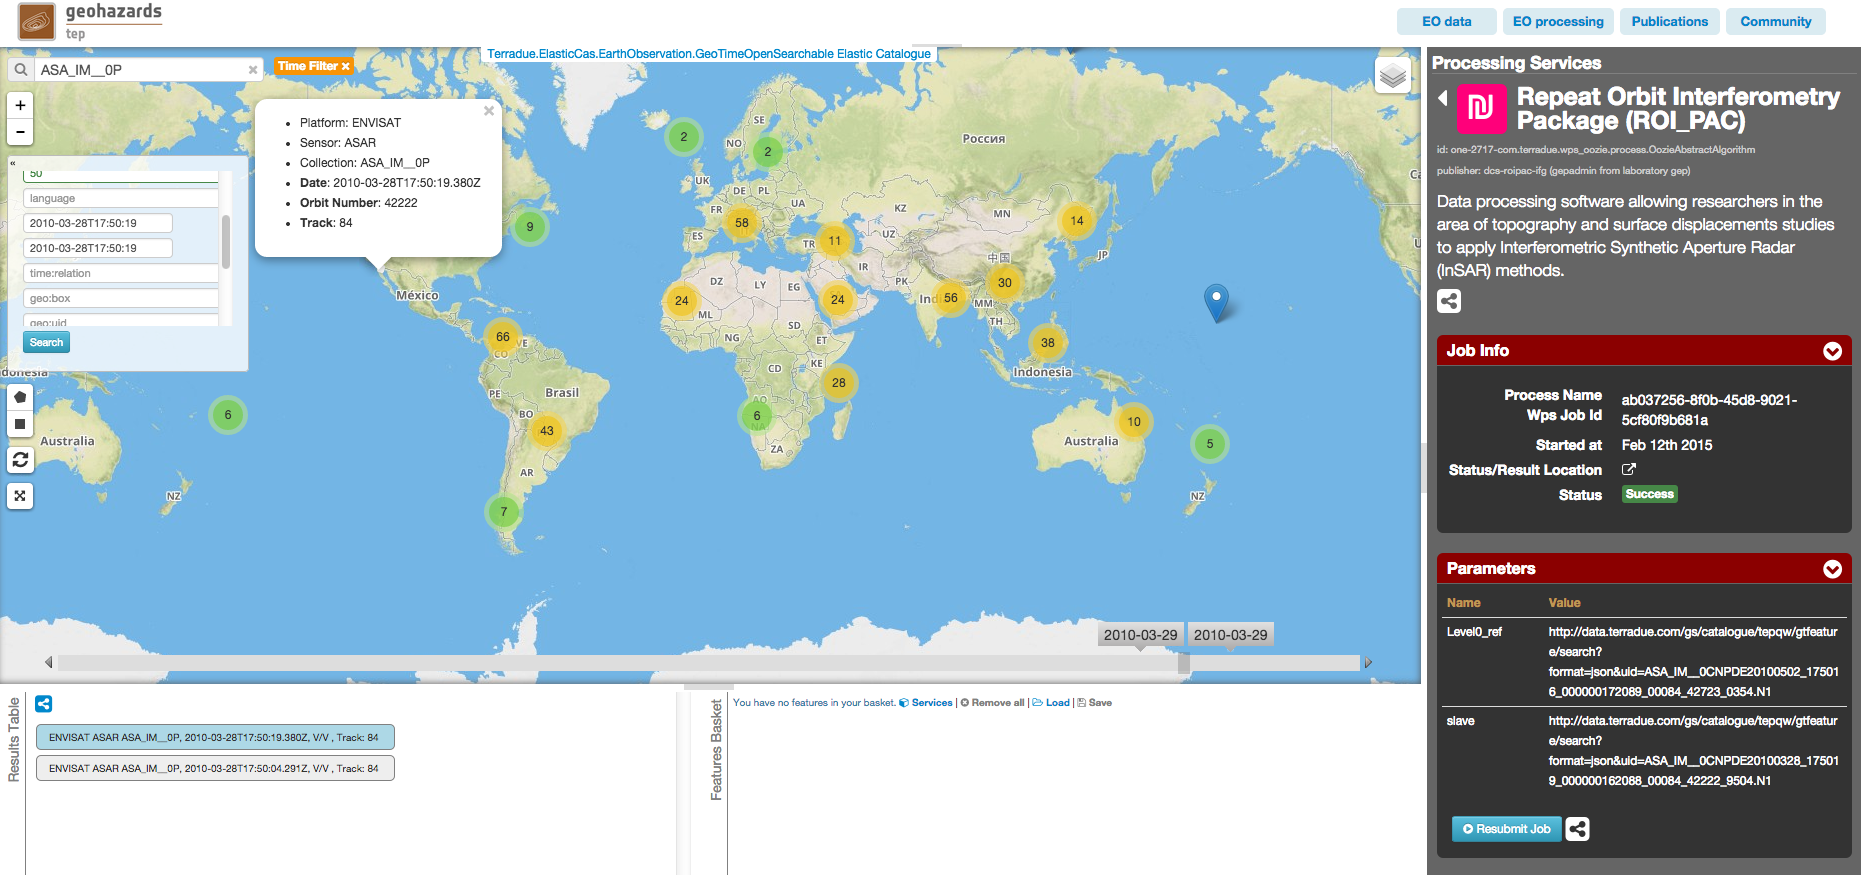 geohazards
tep
EO data
EO processing
Publications
Community
Terradue.ElasticCas.EarthObservation.GeoTimeOpenSearchable Elastic Catalogue
ASA_IM__0P
×
Time Filter ×
+
−
«
50
language
2010-03-28T17:50:19
2010-03-28T17:50:19
time:relation
geo:box
geo:uid
Search
×
Platform: ENVISAT
Sensor: ASAR
Collection: ASA_IM__0P
Date: 2010-03-28T17:50:19.380Z
Orbit Number: 42222
Track: 84
SE
NO
Россия
2
2
UK
DE
PL
FR
UA
KZ
MN
58
14
9
ES
TR
11
UZ
JP
中国
IR
DZ
LY
EG
PK
30
México
24
24
Ind
56
MM
ML
SD
TH
NG
ET
66
VE
CO
38
CD
KE
Indonesia
28
PE
Brasil
6
6
AO
NA
BO
10
43
Australia
Australia
5
ZA
AR
NZ
NZ
7
2010-03-29
2010-03-29
Results Table
ENVISAT ASAR ASA_IM__0P, 2010-03-28T17:50:19.380Z, V/V , Track: 84
ENVISAT ASAR ASA_IM__0P, 2010-03-28T17:50:04.291Z, V/V , Track: 84
Features Basket
You have no features in your basket. Services | Remove all | Load | Save
Processing Services
Repeat Orbit Interferometry
Package (ROI_PAC)
id: one-2717-com.terradue.wps_oozie.process.OozieAbstractAlgorithm
publisher: dcs-roipac-ifg (gepadmin from laboratory gep)
Data processing software allowing researchers in the
area of topography and surface displacements studies
to apply Interferometric Synthetic Aperture Radar
(InSAR) methods.
Job Info
Process Name
Wps Job Id
ab037256-8f0b-45d8-9021-
5cf80f9b681a
Started at
Feb 12th 2015
Status/Result Location
Status
Success
Parameters
Name
Value
Level0_ref
http://data.terradue.com/gs/catalogue/tepqw/gtfeatur
e/search?
format=json&uid=ASA_IM__0CNPDE20100502_17501
6_000000172089_00084_42723_0354.N1
slave
http://data.terradue.com/gs/catalogue/tepqw/gtfeatur
e/search?
format=json&uid=ASA_IM__0CNPDE20100328_17501
9_000000162088_00084_42222_9504.N1
Resubmit Job